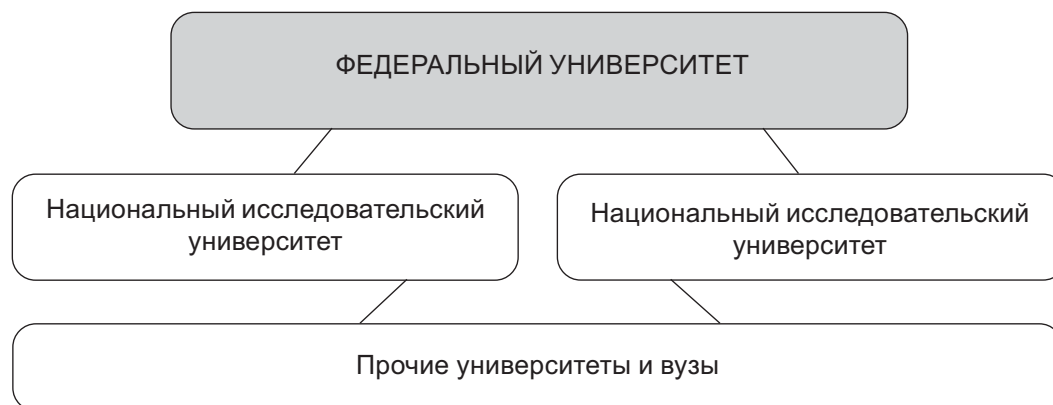 ФЕДЕРАЛЬНЫЙ УНИВЕРСИТЕТ
Национальный исследовательский
университет
Национальный исследовательский
университет
Прочие университеты и вузы